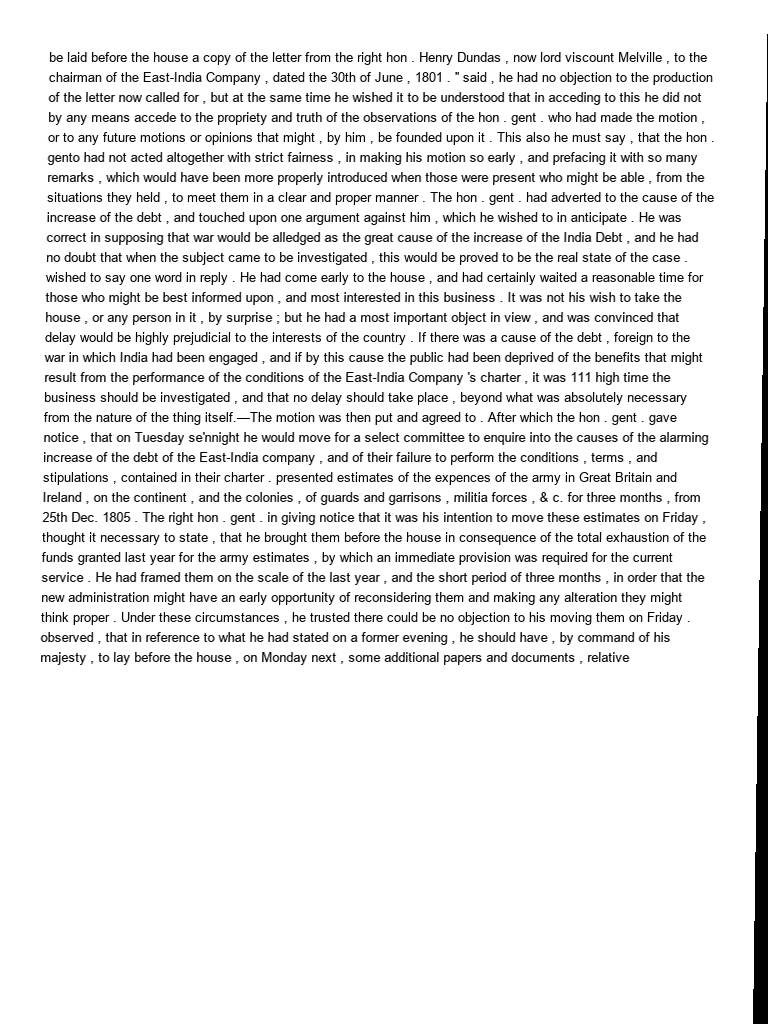 be laid before the house a copy of the letter from the right hon . Henry Dundas , now lord viscount Melville , to the
chairman of the East-India Company , dated the 30th of June , 1801 . " said , he had no objection to the production
of the letter now called for , but at the same time he wished it to be understood that in acceding to this he did not
by any means accede to the propriety and truth of the observations of the hon . gent . who had made the motion ,
or to any future motions or opinions that might , by him , be founded upon it . This also he must say , that the hon .
gento had not acted altogether with strict fairness , in making his motion so early , and prefacing it with so many
remarks , which would have been more properly introduced when those were present who might be able , from the
situations they held , to meet them in a clear and proper manner . The hon . gent . had adverted to the cause of the
increase of the debt , and touched upon one argument against him , which he wished to in anticipate . He was
correct in supposing that war would be alledged as the great cause of the increase of the India Debt , and he had
no doubt that when the subject came to be investigated , this would be proved to be the real state of the case .
wished to say one word in reply . He had come early to the house , and had certainly waited a reasonable time for
those who might be best informed upon , and most interested in this business . It was not his wish to take the
house , or any person in it , by surprise ; but he had a most important object in view , and was convinced that
delay would be highly prejudicial to the interests of the country . If there was a cause of the debt , foreign to the
war in which India had been engaged , and if by this cause the public had been deprived of the benefits that might
result from the performance of the conditions of the East-India Company 's charter , it was 111 high time the
business should be investigated , and that no delay should take place , beyond what was absolutely necessary
from the nature of the thing itself.—The motion was then put and agreed to . After which the hon . gent . gave
notice , that on Tuesday se'nnight he would move for a select committee to enquire into the causes of the alarming
increase of the debt of the East-India company , and of their failure to perform the conditions , terms , and
stipulations , contained in their charter . presented estimates of the expences of the army in Great Britain and
Ireland , on the continent , and the colonies , of guards and garrisons , militia forces , & c. for three months , from
25th Dec. 1805 . The right hon . gent . in giving notice that it was his intention to move these estimates on Friday ,
thought it necessary to state , that he brought them before the house in consequence of the total exhaustion of the
funds granted last year for the army estimates , by which an immediate provision was required for the current
service . He had framed them on the scale of the last year , and the short period of three months , in order that the
new administration might have an early opportunity of reconsidering them and making any alteration they might
think proper . Under these circumstances , he trusted there could be no objection to his moving them on Friday .
observed , that in reference to what he had stated on a former evening , he should have , by command of his
majesty , to lay before the house , on Monday next , some additional papers and documents , relative